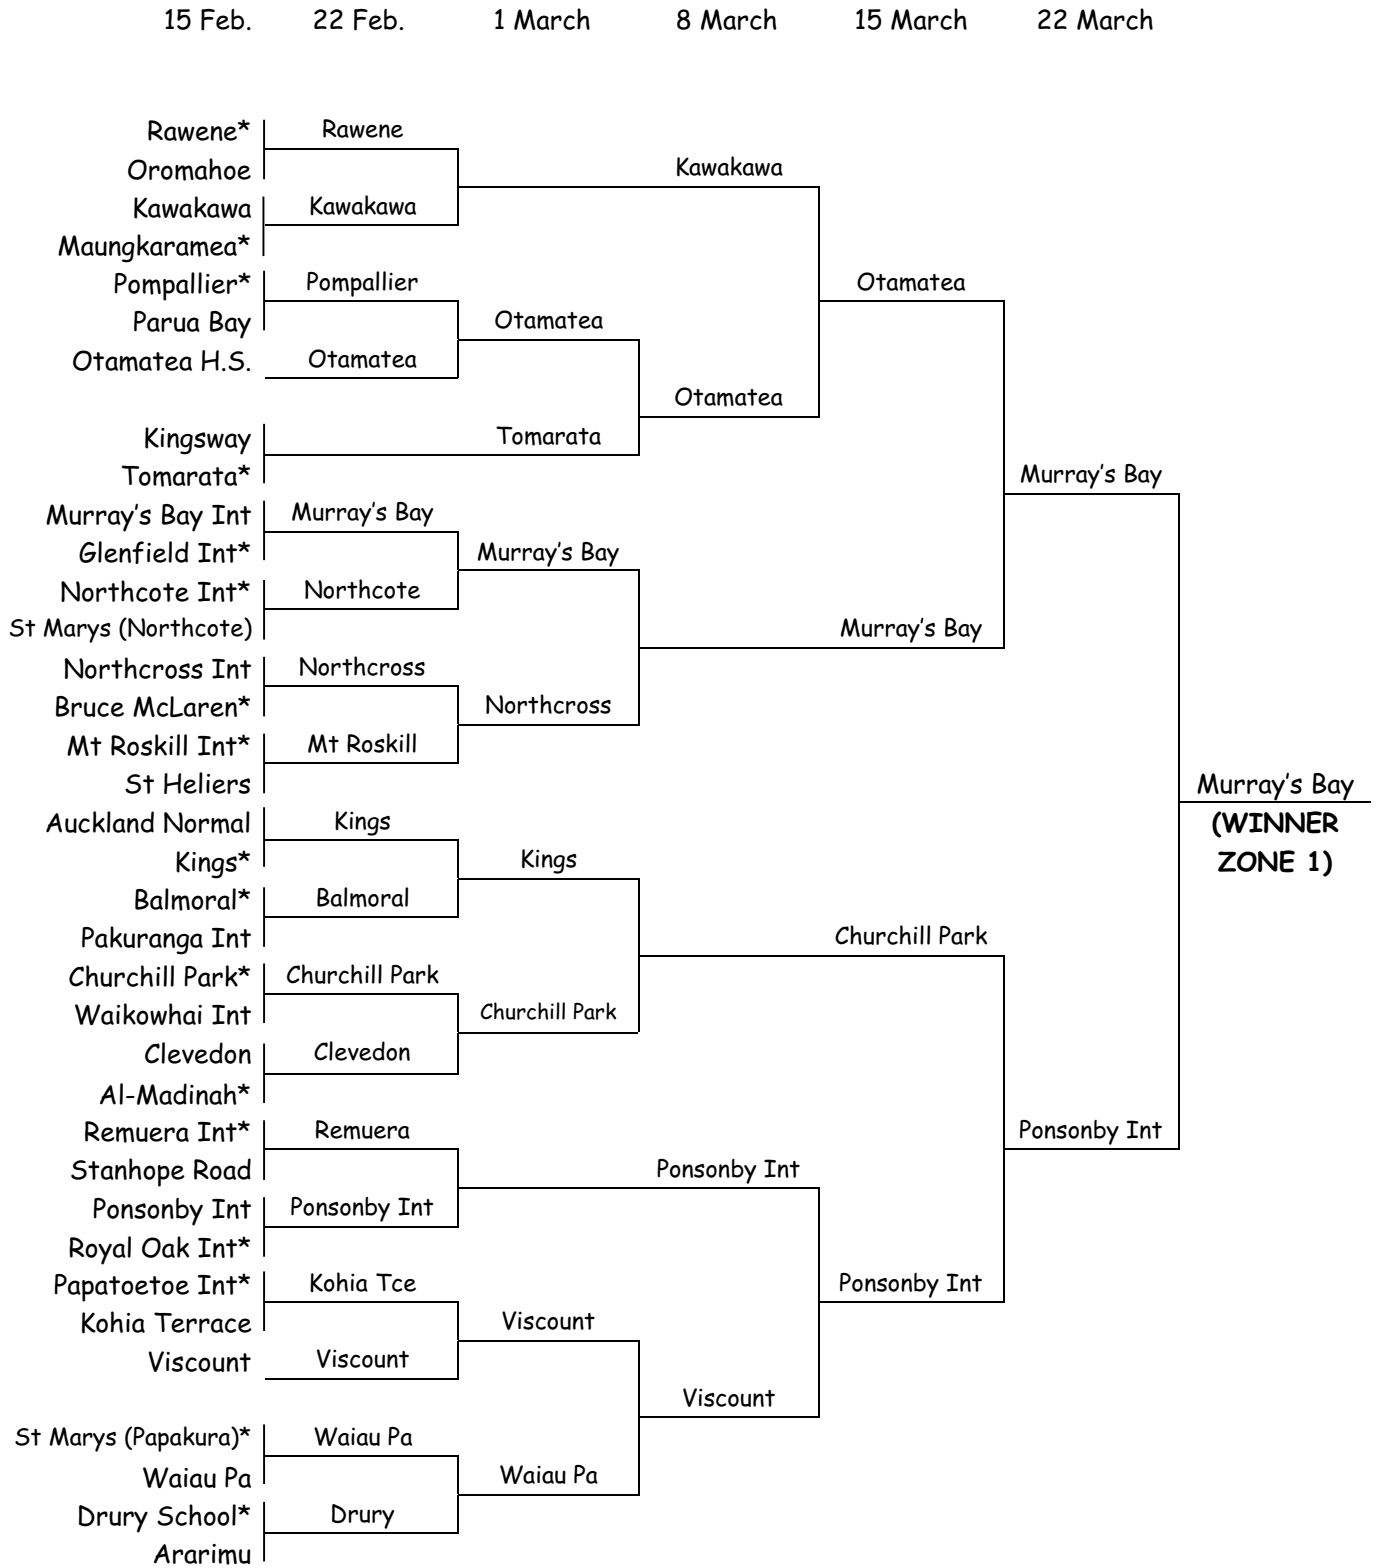 15 Feb. 22 Feb. 1 March 8 March 15 March 22 March
Rawene* Rawene
Kawakawa
Oromahoe
Kawakawa Kawakawa
Maungkaramea*
Pompallier* Pompallier Otamatea
Parua Bay Otamatea
Otamatea H.S. Otamatea
Otamatea
Kingsway Tomarata
Tomarata* Murray's Bay
Murray's Bay Int Murray's Bay
Glenfield Int* Murray's Bay
Northcote Int* Northcote
St Marys (Northcote) Murray's Bay
Northcross Int Northcross
Bruce McLaren* Northcross
Mt Roskill Int* Mt Roskill
St Heliers Murray's Bay
Auckland Normal Kings (WINNER
Kings* Kings ZONE 1)
Balmoral* Balmoral
Pakuranga Int Churchill Park
Churchill Park* Churchill Park
Waikowhai Int Churchill Park
Clevedon Clevedon
Al-Madinah*
Remuera Int* Remuera Ponsonby Int
Stanhope Road Ponsonby Int
Ponsonby Int Ponsonby Int
Royal Oak Int*
Papatoetoe Int* Kohia Tce Ponsonby Int
Kohia Terrace Viscount
Viscount Viscount
Viscount
St Marys (Papakura)* Waiau Pa
Waiau Pa Waiau Pa
Drury School* Drury
Ararimu